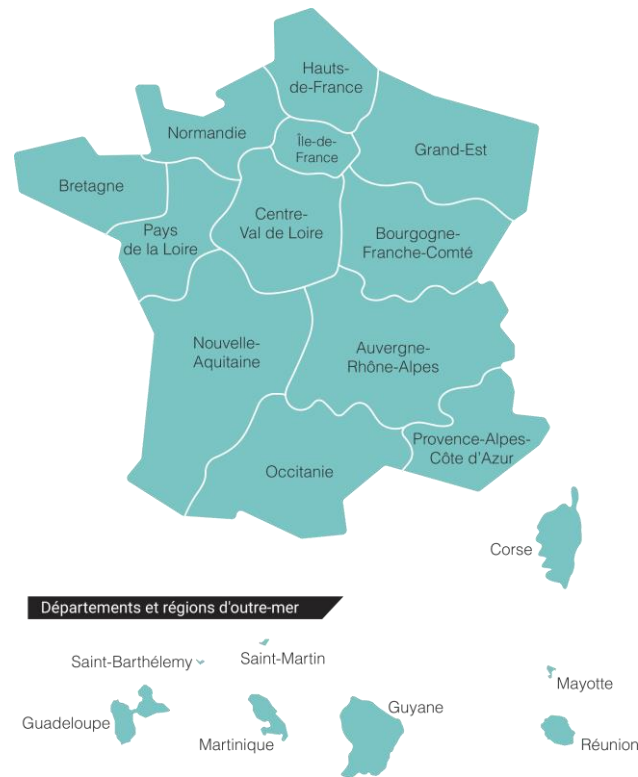 Hauts-
de-France
Normandie
Île-de-
France
Grand-Est
Bretagne
Pays
de la Loire
Centre-
Val de Loire
Bourgogne-
Franche-Comté
Nouvelle-
Aquitaine
Auvergne-
Rhône-Alpes
Provence-Alpes-
Côte d'Azur
Occitanie
Corse
Départements et régions d'outre-mer
Saint-Barthélemy
Saint-Martin
Mayotte
Guadeloupe
Martinique
Guyane
Réunion